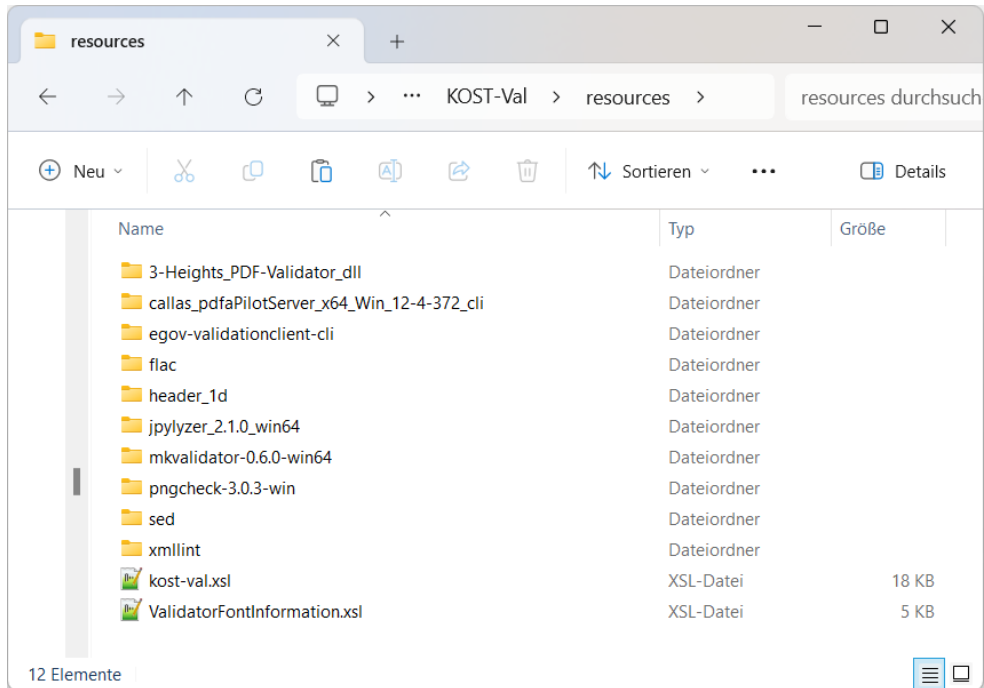 resources
KOST-Val resources resources durchsuch
Neu Sortieren Details
Name Typ Größe
3-Heights_PDF-Validator_dll Dateiordner
callas_pdfaPilotServer_x64_Win_12-4-372_cli Dateiordner
egov-validationclient-cli Dateiordner
flac Dateiordner
header_1d Dateiordner
jpylyzer_2.1.0_win64 Dateiordner
mkvalidator-0.6.0-win64 Dateiordner
pngcheck-3.0.3-win Dateiordner
sed Dateiordner
xmllint Dateiordner
kost-val.xsl XSL-Datei 18 KB
ValidatorFontInformation.xsl XSL-Datei 5 KB
12 Elemente